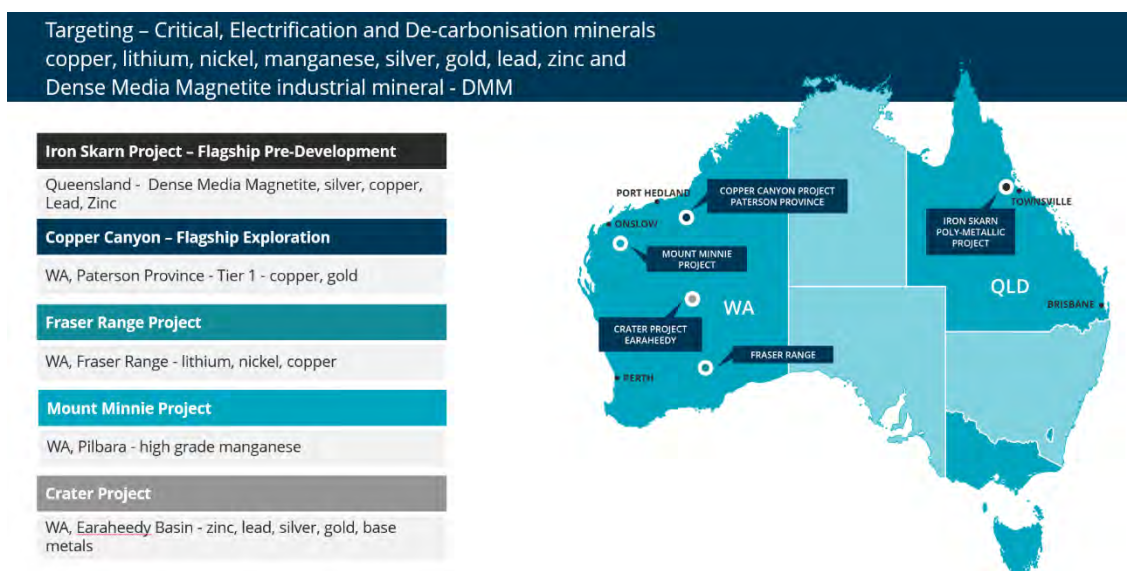 Targeting – Critical, Electrification and De-carbonisation minerals
copper, lithium, nickel, manganese, silver, gold, lead, zinc and
Dense Media Magnetite industrial mineral - DMM
Iron Skarn Project – Flagship Pre-Development
Queensland - Dense Media Magnetite, silver, copper,
Lead, Zinc
Copper Canyon – Flagship Exploration
WA, Paterson Province - Tier 1 - copper, gold
Fraser Range Project
WA, Fraser Range - lithium, nickel, copper
Mount Minnie Project
WA, Pilbara - high grade manganese
Crater Project
WA, Earaheedy Basin - zinc, lead, silver, gold, base
metals
PORT HEDLAND
COPPER CANYON PROJECT
PATERSON PROVINCE
ONSLOW
MOUNT MINNIE
PROJECT
WA
CRATER PROJECT
EARAHEEDY
FRASER RANGE
PERTH
TOWNSVILLE
IRON SKARN
POLY-METALLIC
PROJECT
QLD
BRISBANE